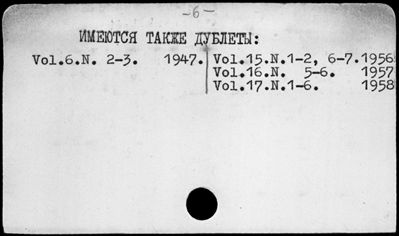 -6-
ИМЕЮТСЯ ТАКЖЕ ДУБЛЕТЫ:
Vol.6.N. 2-3. 1947. Vol.15.N.1-2, 6-7.1956
Vol.16.N. 5-6. 1957
Vol.17.N.1-6. 1958